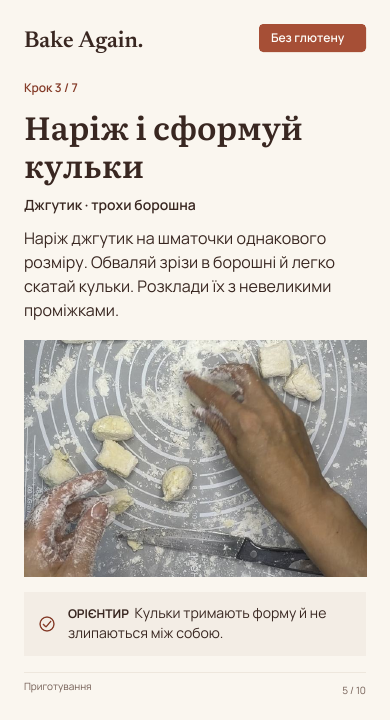 Bake Again.
Без глютену
Крок 3 / 7
Наріж і сформуй
кульки
Джгутик · трохи борошна
Наріж джгутик на шматочки однакового
розміру. Обваляй зрізи в борошні й легко
скатай кульки. Розклади їх з невеликими
проміжками.
ОРІЄНТИР Кульки тримають форму й не
злипаються між собою.
Приготування
5 / 10